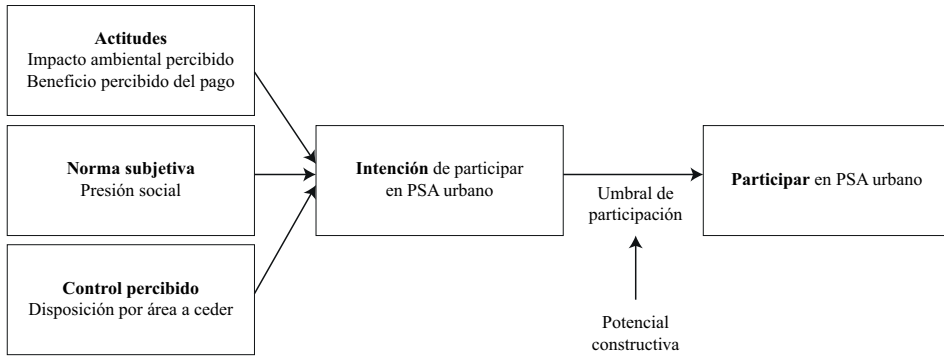 Actitudes
Impacto ambiental percibido
Beneficio percibido del pago
Norma subjetiva
Presión social
Control percibido
Disposición por área a ceder
Intención de participar
en PSA urbano
Umbral de
participación
Potencial
constructiva
Participar en PSA urbano